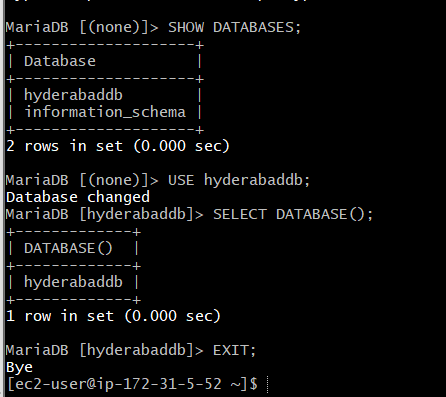 MariaDB [(none)]> SHOW DATABASES;
+--------------------+
| Database           |
+--------------------+
| hyderabaddb        |
| information_schema |
+--------------------+
2 rows in set (0.000 sec)
MariaDB [(none)]> USE hyderabaddb;
Database changed
MariaDB [hyderabaddb]> SELECT DATABASE();
+-------------+
| DATABASE()  |
+-------------+
| hyderabaddb |
+-------------+
1 row in set (0.000 sec)
MariaDB [hyderabaddb]> EXIT;
Bye
[ec2-user@ip-172-31-5-52 ~]$